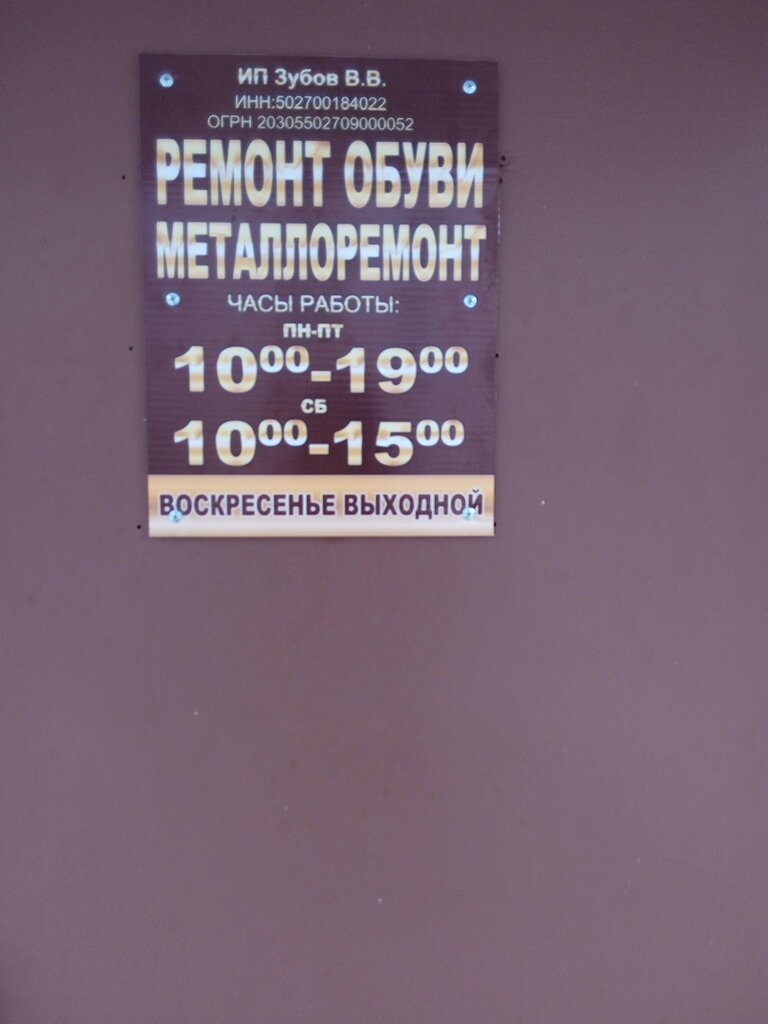 ИП Зубов В.В.
ИНН:502700184022
ОГРН 20305502709000052
РЕМОНТ ОБУВИ
МЕТАЛЛОРЕМОНТ
ЧАСЫ РАБОТЫ:
ПН-ПТ
10⁰⁰-19⁰⁰
СБ
10⁰⁰-15⁰⁰
ВОСКРЕСЕНЬЕ ВЫХОДНОЙ